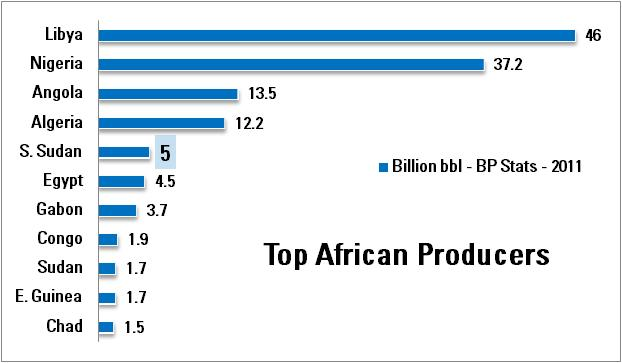 Libya 46
Nigeria 37.2
Angola 13.5
Algeria 12.2
S. Sudan 5
Egypt 4.5
Gabon 3.7
Congo 1.9
Sudan 1.7
E. Guinea 1.7
Chad 1.5
Billion bbl - BP Stats - 2011
Top African Producers